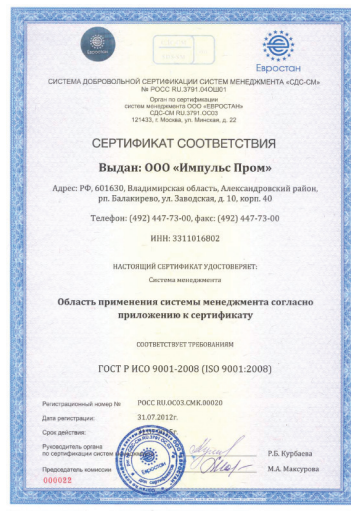 Евростан
СИСТЕМА ДОБРОВОЛЬНОЙ СЕРТИФИКАЦИИ СИСТЕМ МЕНЕДЖМЕНТА «СДС-СМ»
№ РОСС RU.3791.04ОШ01
Орган по сертификации
систем менеджмента ООО «ЕВРОСТАН»
СДС-СМ RU.3791.ОС03
121433, г. Москва, ул. Минская, д. 22
СЕРТИФИКАТ СООТВЕТСТВИЯ
Выдан: ООО «Импульс Пром»
Адрес: РФ, 601630, Владимирская область, Александровский район,
рп. Балакирево, ул. Заводская, д. 10, корп. 40
Телефон: (492) 447-73-00, факс: (492) 447-73-00
ИНН: 3311016802
НАСТОЯЩИЙ СЕРТИФИКАТ УДОСТОВЕРЯЕТ:
Система менеджмента
Область применения системы менеджмента согласно
приложению к сертификату
СООТВЕТСТВУЕТ ТРЕБОВАНИЯМ
ГОСТ Р ИСО 9001-2008 (ISO 9001:2008)
Регистрационный номер № РОСС RU.ОС03.СМК.00020
Дата регистрации: 31.07.2012г.
Срок действия:
Руководитель органа
по сертификации систем Р.Б. Курбаева
Председатель комиссии М.А. Максурова
000022